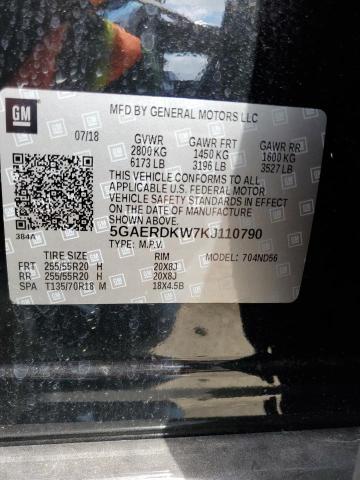 GM
MFD BY GENERAL MOTORS LLC
07/18 GVWR GAWR FRT GAWR RR
2800 KG 1450 KG 1600 KG
6173 LB 3196 LB 3527 LB
THIS VEHICLE CONFORMS TO ALL
APPLICABLE U.S. FEDERAL MOTOR
VEHICLE SAFETY
STANDARDS IN EFFECT ON THE DATE OF MANUFACTURE
SHOWN ABOVE.
5GAERDKW7KJ110790
TYPE: M.P.V.
384A
TIRE SIZE RIM MODEL: 704ND56
FRT 255/55R20 H 20X8J
RR 255/55R20 H 20X8J
SPA T135/70R18 M 18X4.5B